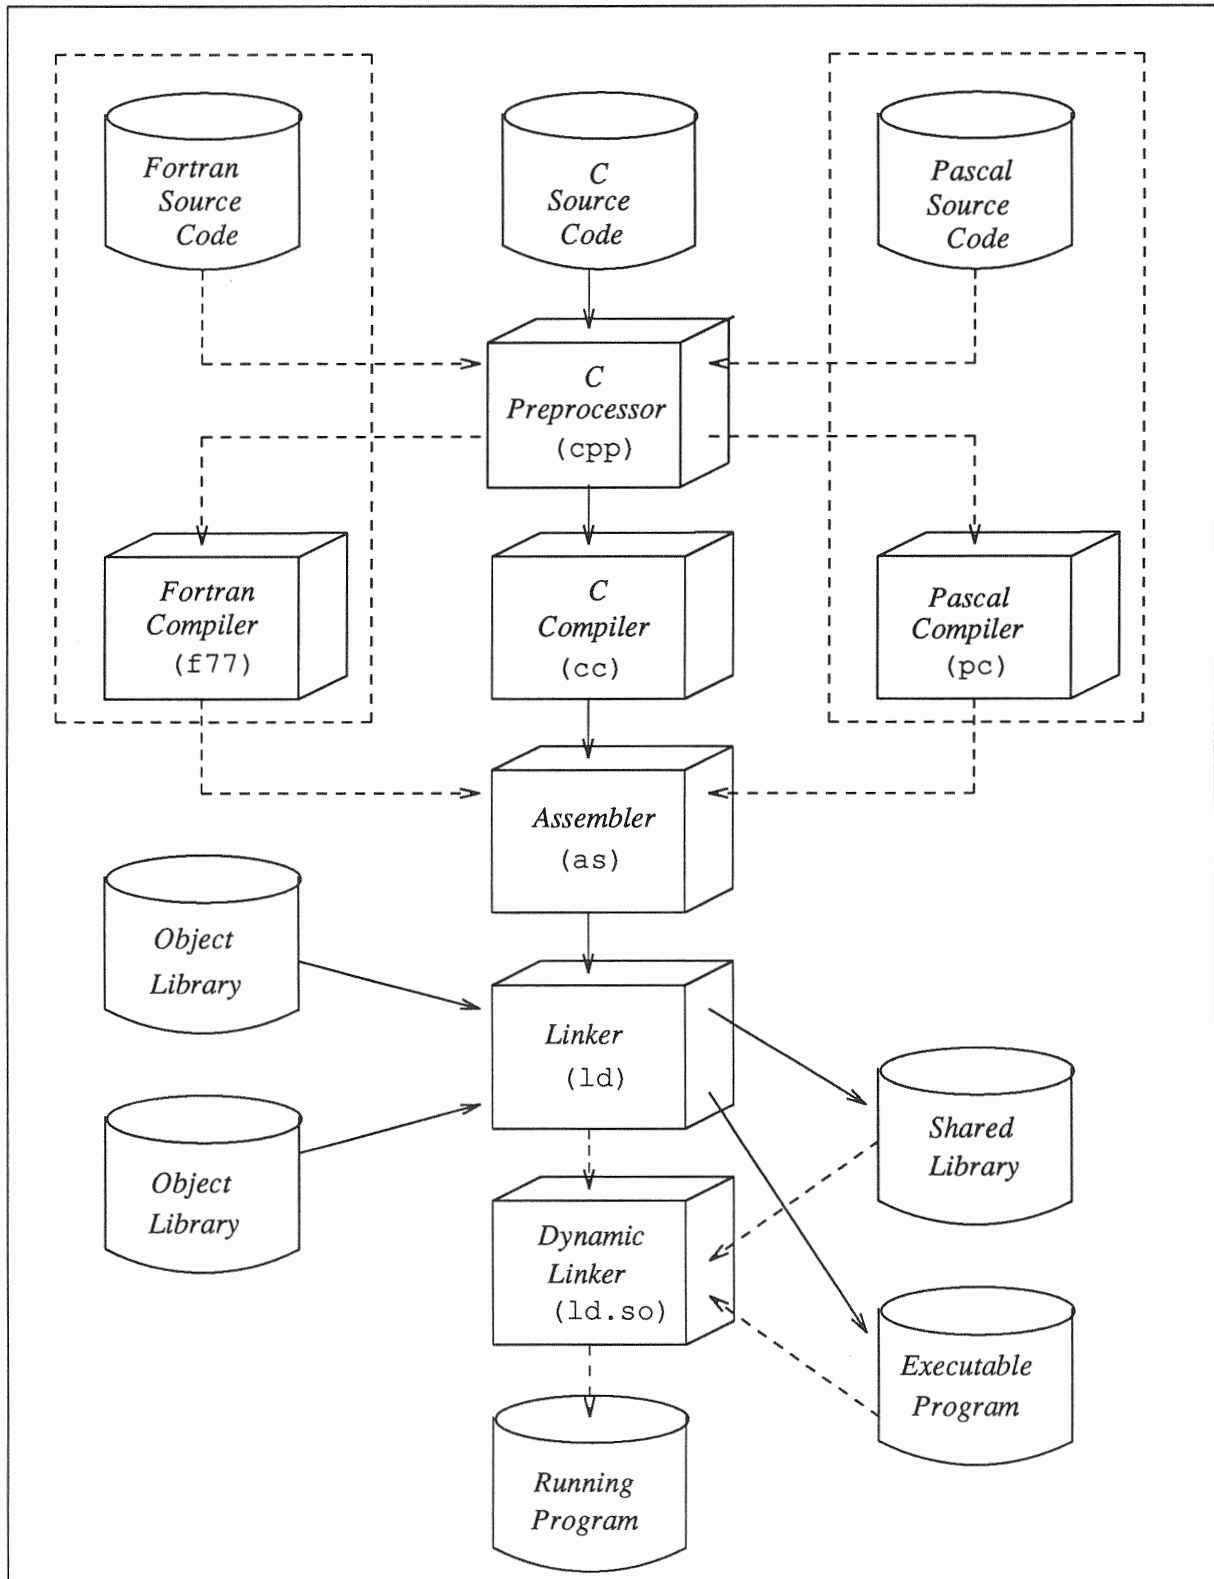 Fortran
Source
Code
C
Source
Code
Pascal
Source
Code
C
Preprocessor
(cpp)
Fortran
Compiler
(f77)
C
Compiler
(cc)
Pascal
Compiler
(pc)
Assembler
(as)
Object
Library
Linker
(ld)
Shared
Library
Object
Library
Dynamic
Linker
(ld.so)
Executable
Program
Running
Program